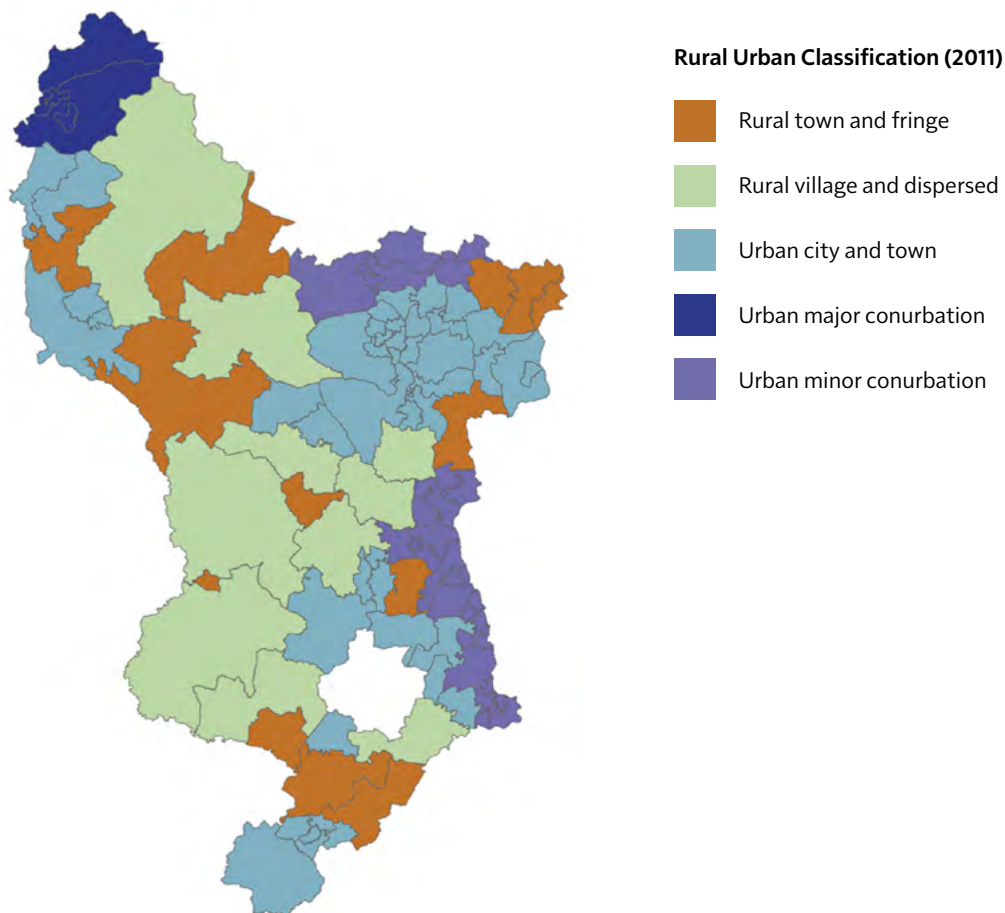 Rural Urban Classification (2011)
Rural town and fringe
Rural village and dispersed
Urban city and town
Urban major conurbation
Urban minor conurbation